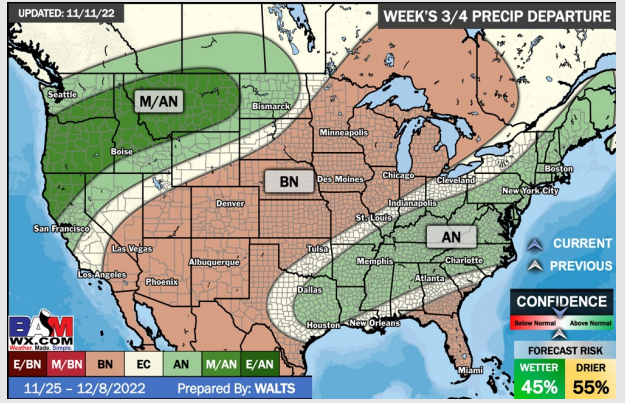 UPDATED: 11/11/22
WEEK'S 3/4 PRECIP DEPARTURE
Seattle
M/AN
Bismarck
Minneapolis
Boise
BN
Des Moines
Chicago
Cleveland
Boston
New York City
Denver
Indianapolis
St. Louis
San Francisco
AN
Las Vegas
Tulsa
CURRENT
Albuquerque
Memphis
Charlotte
PREVIOUS
Los Angeles
Phoenix
Atlanta
Dallas
CONFIDENCE
Below Normal
Above Normal
Houston
New Orleans
BAM
WX.COM
Weather. Made. Simple.
FORECAST RISK
E/BN M/BN BN EC AN M/AN E/AN
Miami
WETTER DRIER
45% 55%
11/25 - 12/8/2022 Prepared By: WALTS